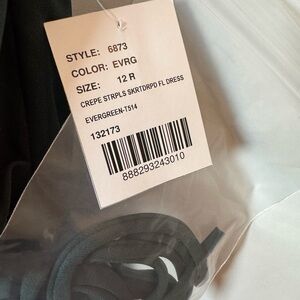 STYLE: 6873
COLOR: EVRG
SIZE: 12 R
CREPE STRPLS SKRTDRPD FL DRESS
EVERGREEN-T514
132173
888293243010